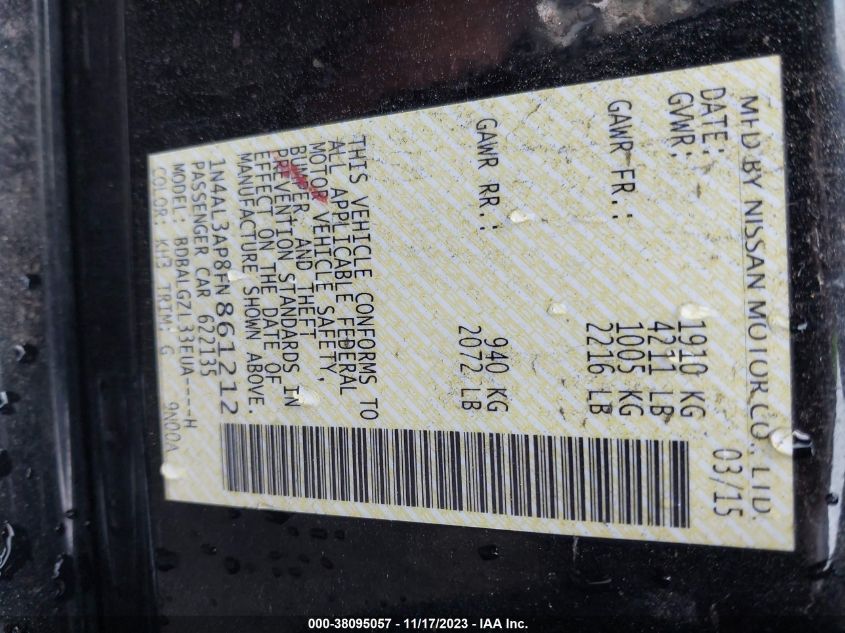 MFD BY NISSAN MOTOR CO., LTD.
DATE: 03/15
GVWR: 1910 KG
4211 LB
GAWR FR.: 1005 KG
2216 LB
GAWR RR.: 940 KG
2072 LB
THIS VEHICLE CONFORMS TO
ALL APPLICABLE FEDERAL
MOTOR VEHICLE SAFETY,
BUMPER AND THEFT
PREVENTION STANDARDS IN
EFFECT ON THE DATE OF
MANUFACTURE SHOWN ABOVE.
1N4AL3AP8FN861212
PASSENGER CAR 62213S
MODEL: BDBALGZL33EUA----H
COLOR: KH3 TRIM: G 9N00A
000-38095057 - 11/17/2023 - IAA Inc.